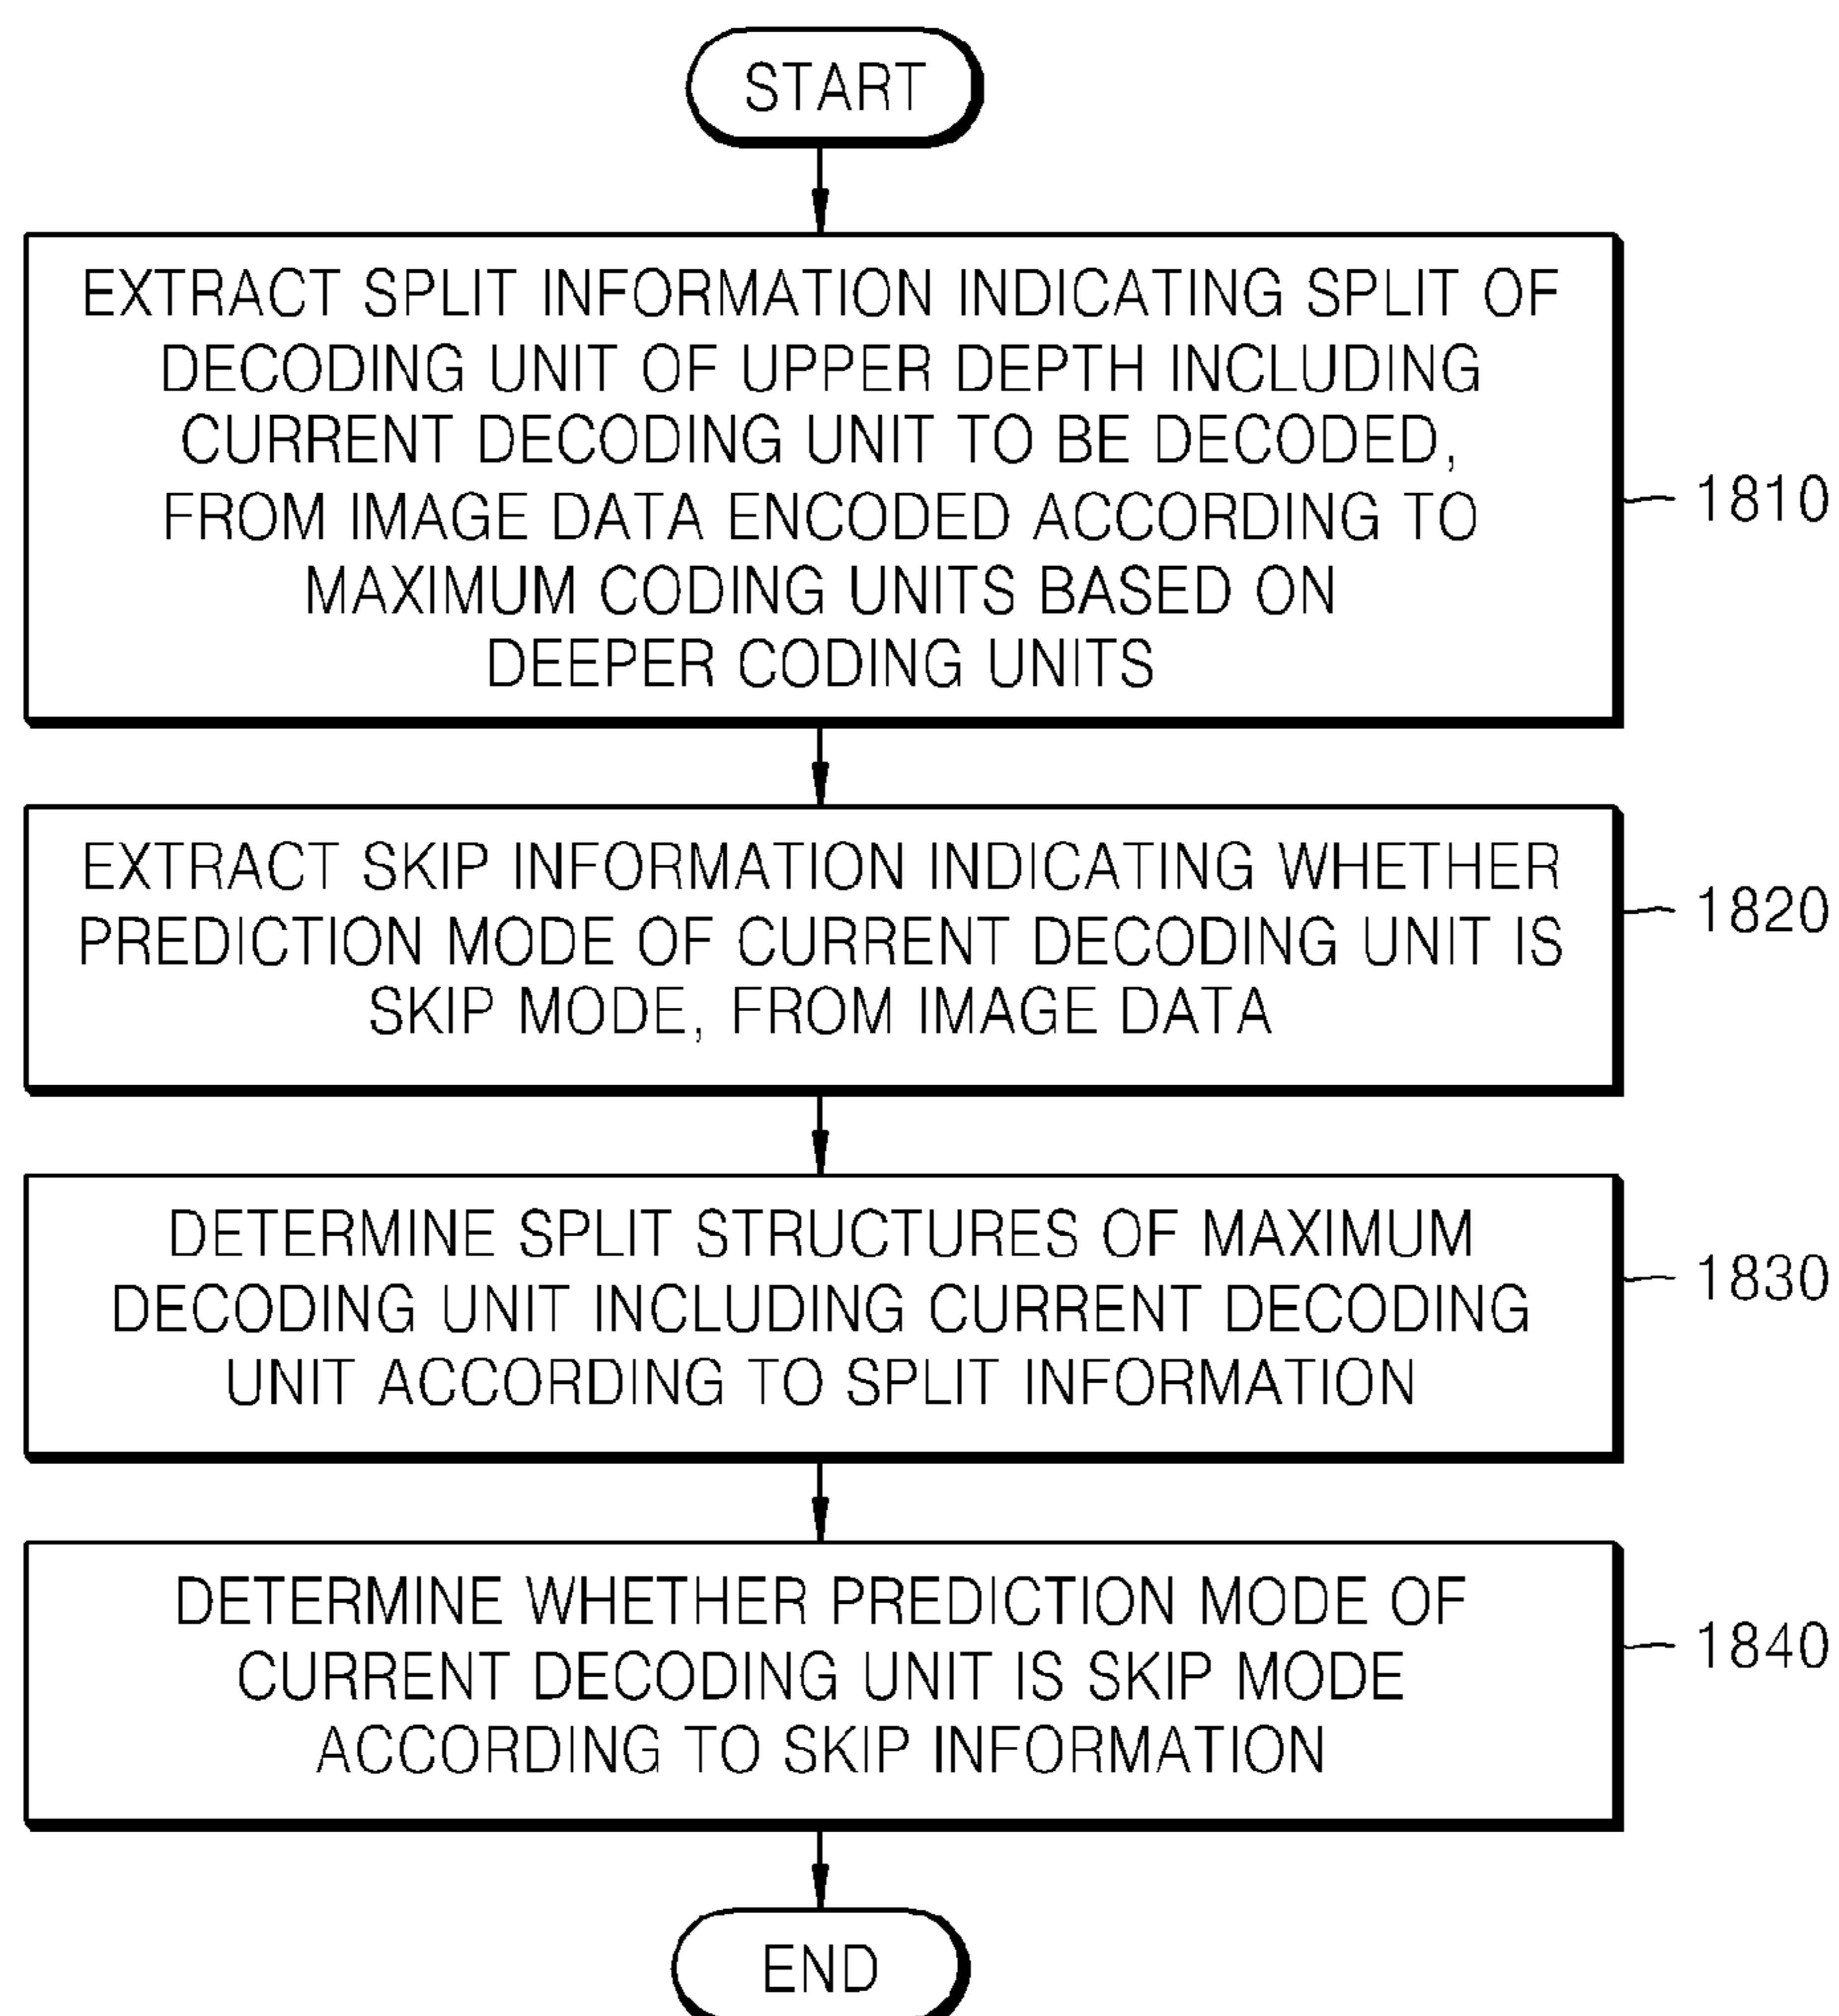 START
EXTRACT SPLIT INFORMATION INDICATING SPLIT OF
DECODING UNIT OF UPPER DEPTH INCLUDING
CURRENT DECODING UNIT TO BE DECODED,
FROM IMAGE DATA ENCODED ACCORDING TO
MAXIMUM CODING UNITS BASED ON
DEEPER CODING UNITS
1810
EXTRACT SKIP INFORMATION INDICATING WHETHER
PREDICTION MODE OF CURRENT DECODING UNIT IS
SKIP MODE, FROM IMAGE DATA
1820
DETERMINE SPLIT STRUCTURES OF MAXIMUM
DECODING UNIT INCLUDING CURRENT DECODING
UNIT ACCORDING TO SPLIT INFORMATION
1830
DETERMINE WHETHER PREDICTION MODE OF
CURRENT DECODING UNIT IS SKIP MODE
ACCORDING TO SKIP INFORMATION
1840
END